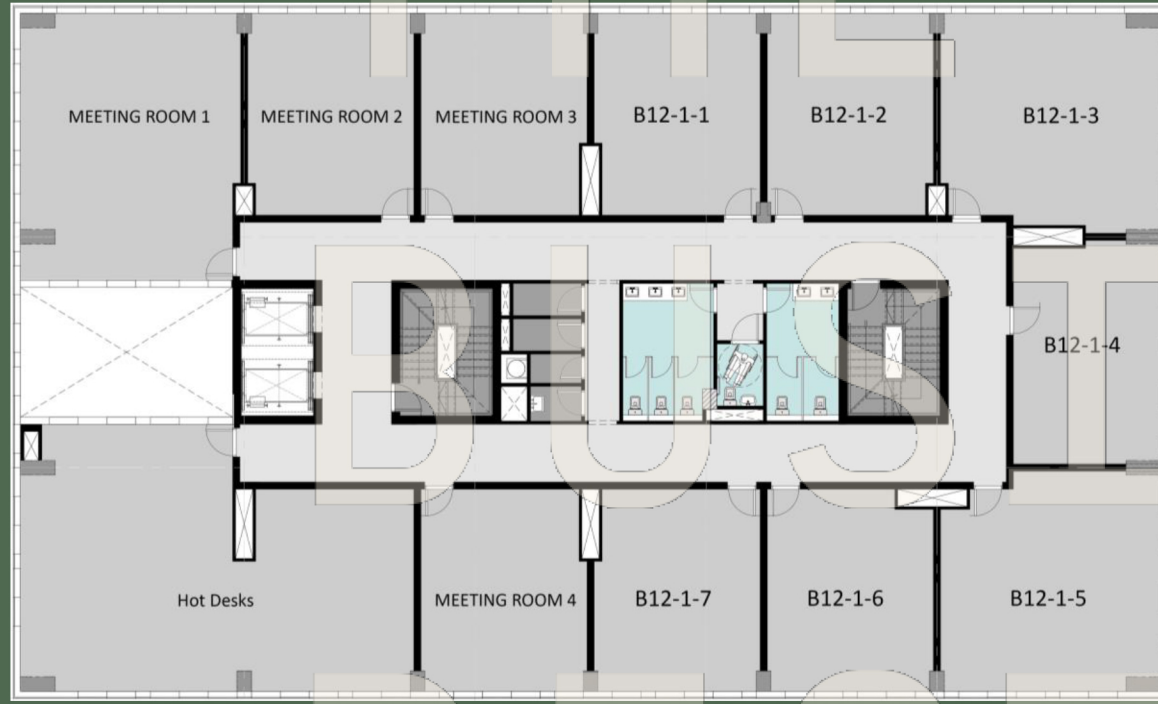 MEETING ROOM 1
MEETING ROOM 2
MEETING ROOM 3
B12-1-1
B12-1-2
B12-1-3
B12-1-4
Hot Desks
MEETING ROOM 4
B12-1-7
B12-1-6
B12-1-5
BUS